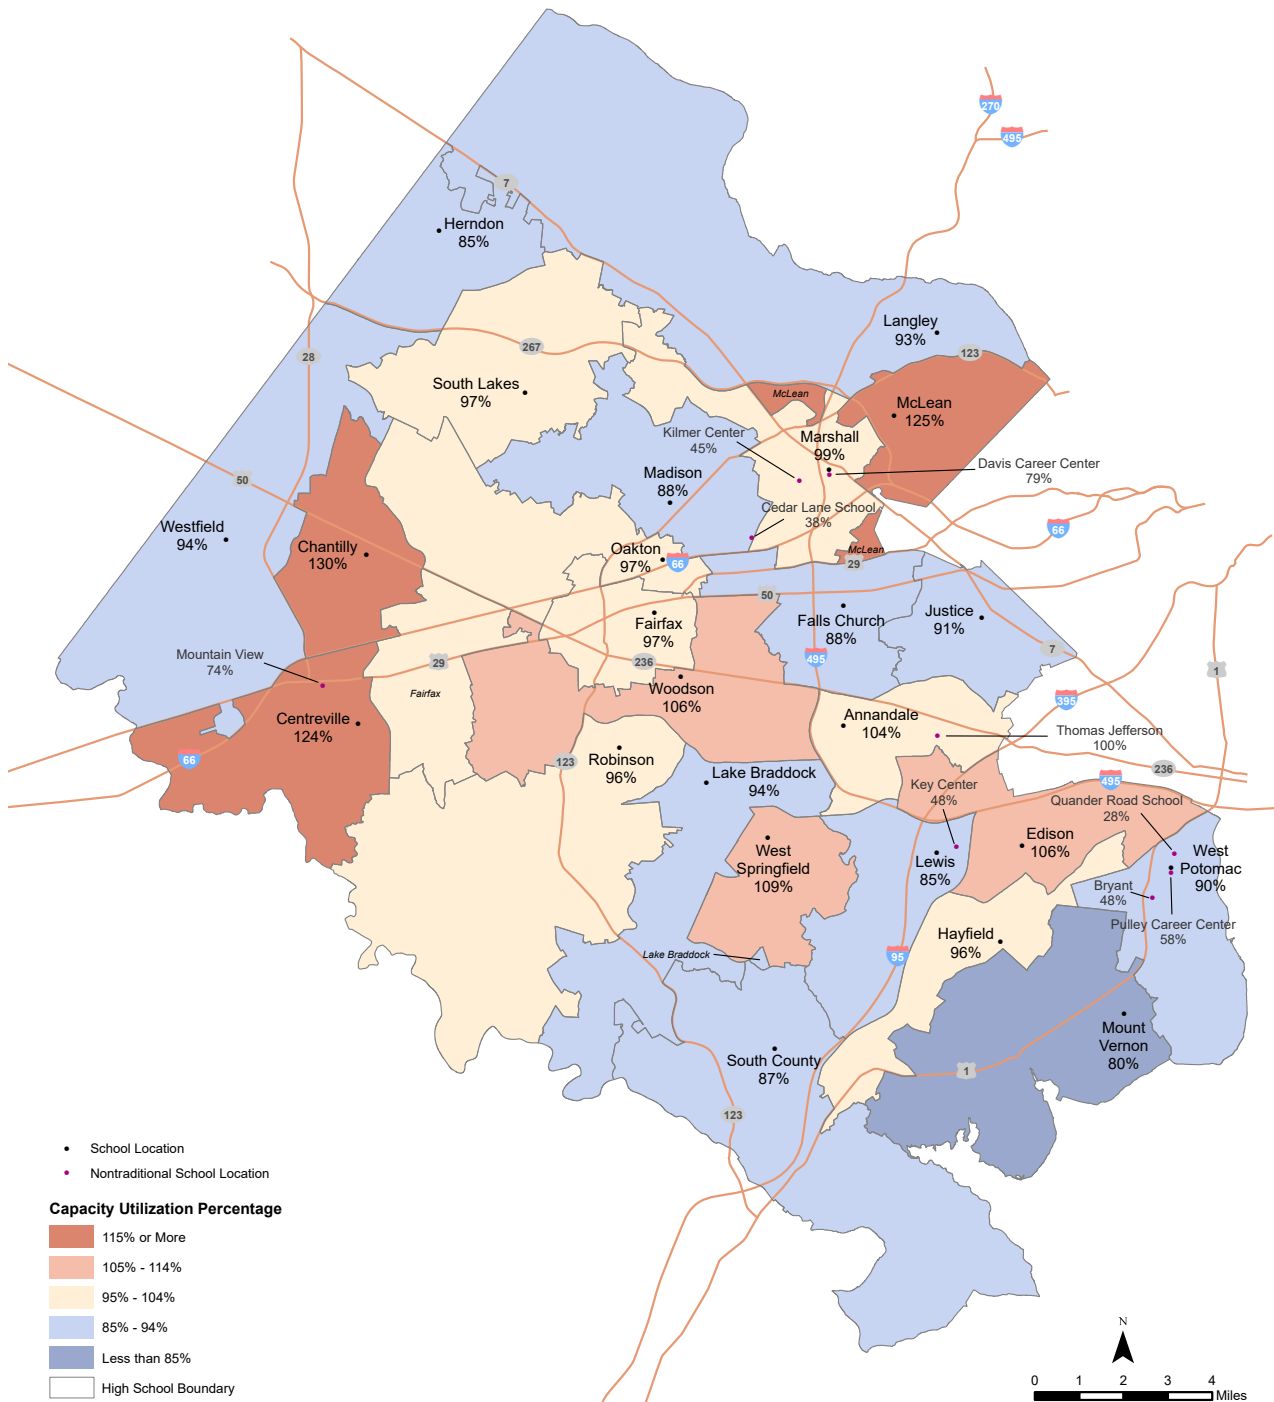 270
495
7
Herndon
85%
Langley
93%
123
28
267
South Lakes
97%
McLean
McLean
125%
Kilmer Center
45%
Marshall
99%
Davis Career Center
79%
Madison
88%
50
Cedar Lane School
38%
66
Westfield
94%
Chantilly
130%
Oakton
97%
66
McLean
29
50
Falls Church
88%
Justice
91%
Fairfax
97%
Mountain View
74%
29
236
495
7
1
Fairfax
Woodson
106%
395
Centreville
124%
Annandale
104%
Thomas Jefferson
100%
66
123
Robinson
96%
Lake Braddock
94%
236
495
Key Center
48%
Quander Road School
28%
Edison
106%
West
Springfield
109%
Lewis
85%
West
Potomac
90%
Bryant
48%
Pulley Career Center
58%
Hayfield
96%
Lake Braddock
95
Mount
Vernon
80%
South County
87%
1
123
School Location
Nontraditional School Location
Capacity Utilization Percentage
115% or More
105% - 114%
95% - 104%
85% - 94%
Less than 85%
High School Boundary
N
0 1 2 3 4
Miles